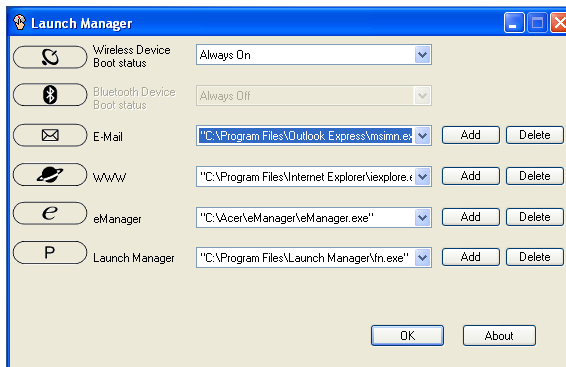 Launch Manager
Wireless Device
Boot status
Always On
Bluetooth Device
Boot status
Always Off
E-Mail
"C:\Program Files\Outlook Express\msimn.ex
Add
Delete
WWW
"C:\Program Files\Internet Explorer\iexplore.e
Add
Delete
e
eManager
"C:\Acer\eManager\eManager.exe"
P
Launch Manager
"C:\Program Files\Launch Manager\fn.exe"
Add
Delete
OK
About